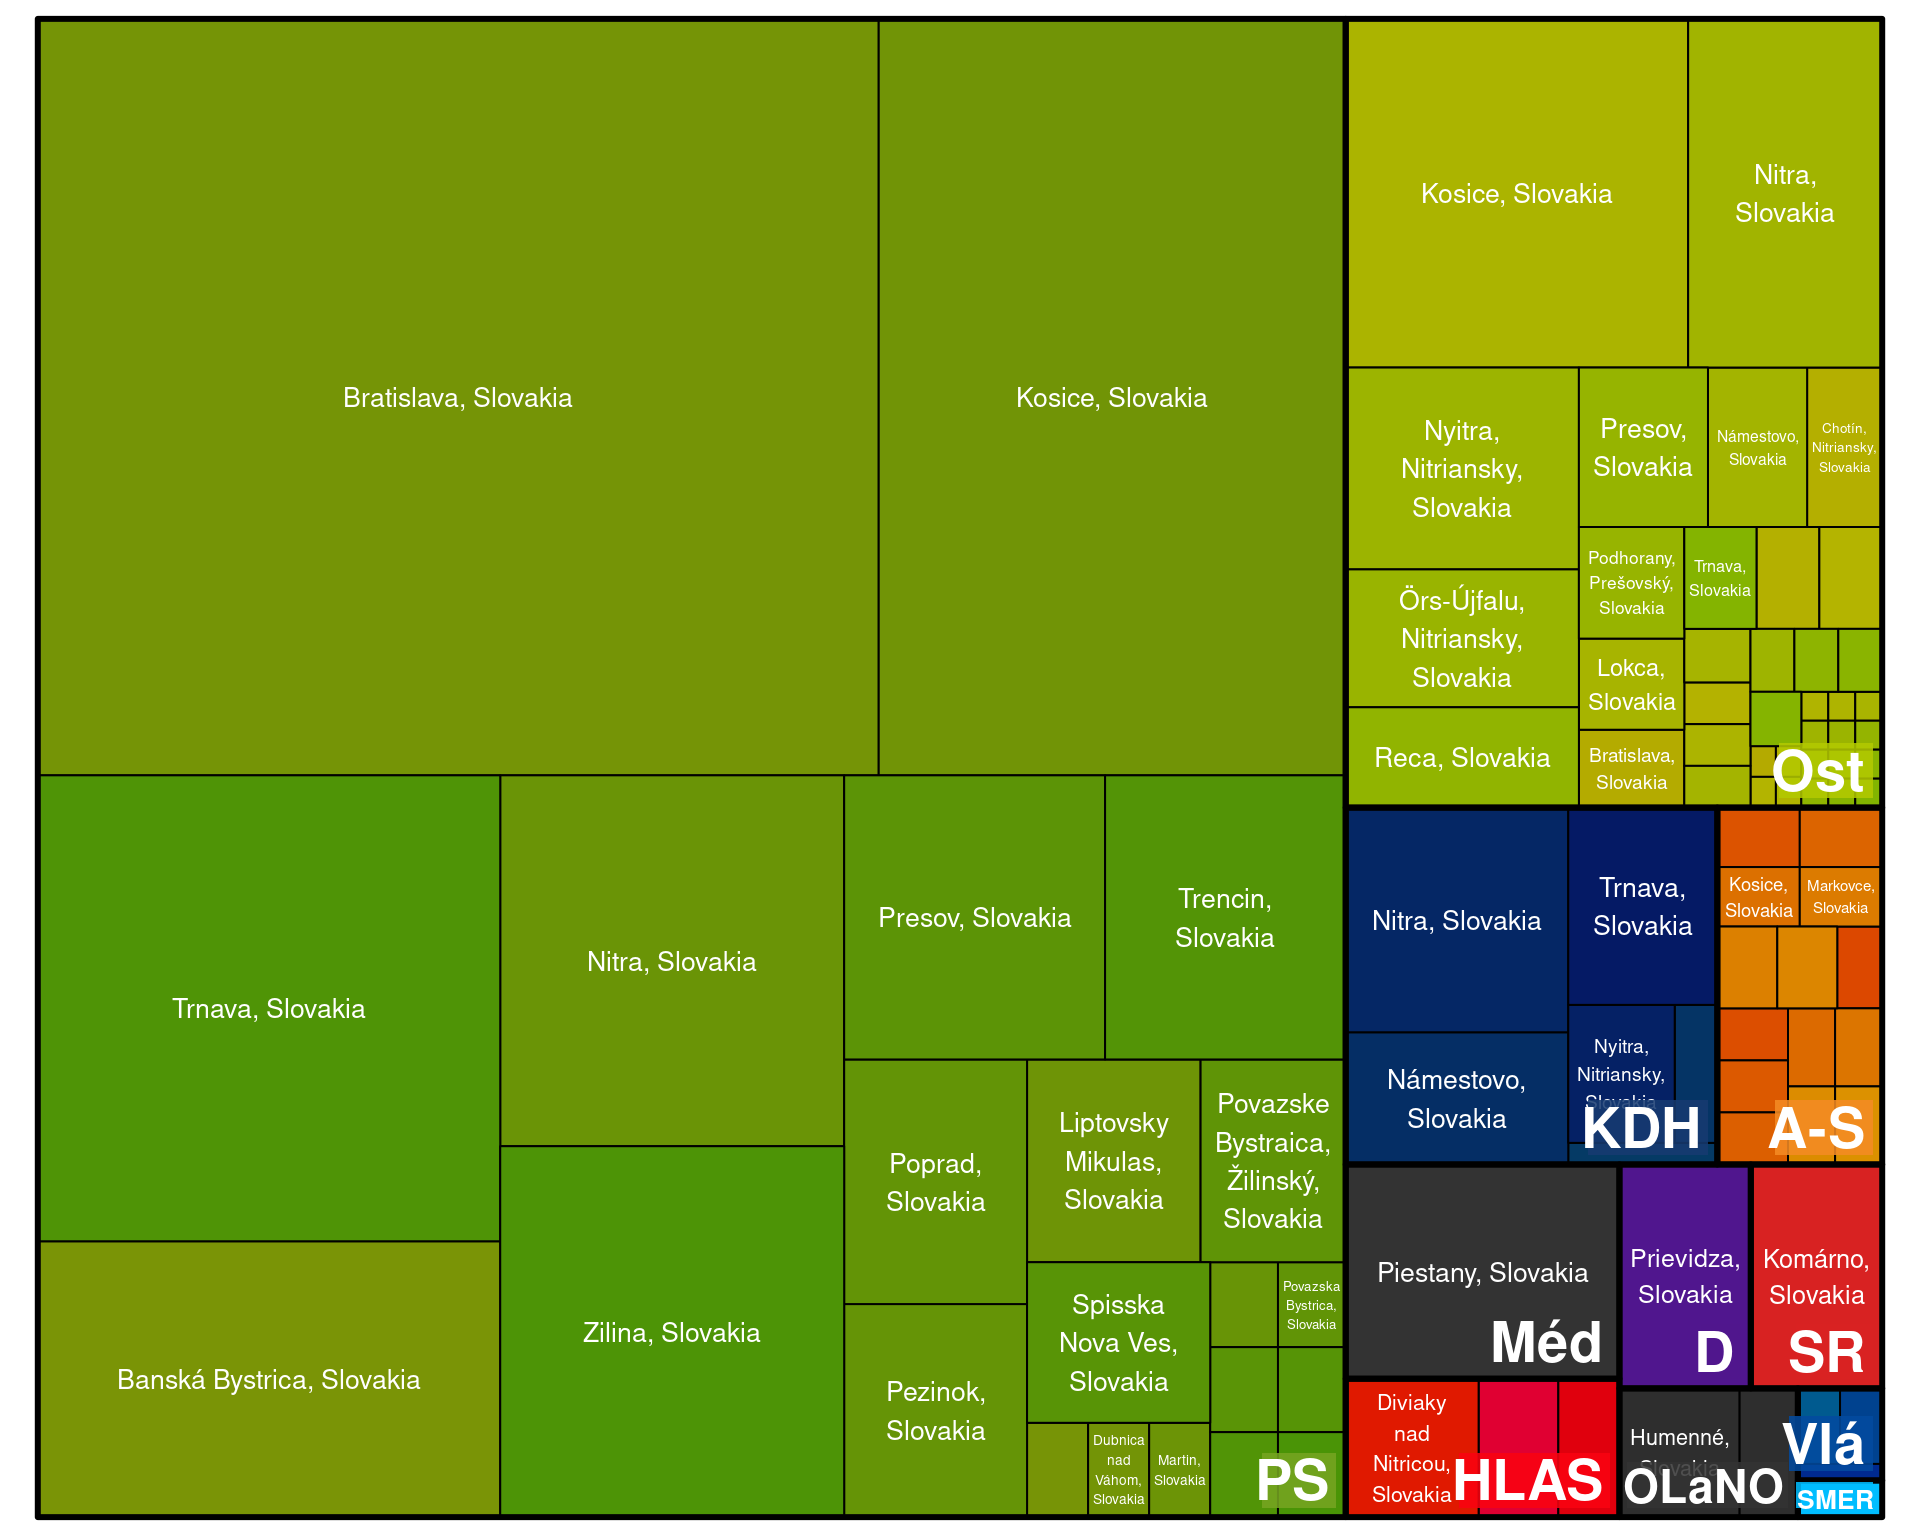 Bratislava, Slovakia
Kosice, Slovakia
Trnava, Slovakia
Banská Bystrica, Slovakia
Nitra, Slovakia
Zilina, Slovakia
Presov, Slovakia
Trencin,
Slovakia
Poprad,
Slovakia
Pezinok,
Slovakia
Liptovsky
Mikulas,
Slovakia
Povazske
Bystraica,
Žilinský,
Slovakia
Spisska
Nova Ves,
Slovakia
Povazska
Bystrica,
Slovakia
Dubnica
nad
Váhom,
Slovakia
Martin,
Slovakia
PS
Kosice, Slovakia
Nitra,
Slovakia
Nyitra,
Nitriansky,
Slovakia
Örs-Újfalu,
Nitriansky,
Slovakia
Reca, Slovakia
Presov,
Slovakia
Námestovo,
Slovakia
Chotín,
Nitriansky,
Slovakia
Podhorany,
Prešovský,
Slovakia
Trnava,
Slovakia
Lokca,
Slovakia
Bratislava,
Slovakia
Ost
Nitra, Slovakia
Námestovo,
Slovakia
Trnava,
Slovakia
Nyitra,
Nitriansky,
Slovakia
KDH
Kosice,
Slovakia
Markovce,
Slovakia
A-S
Piestany, Slovakia
Méd
Prievidza,
Slovakia
D
Komárno,
Slovakia
SR
Diviaky
nad
Nitricou,
Slovakia
HLAS
Humenné,
Slovakia
OLaNO
Vlá
SMER